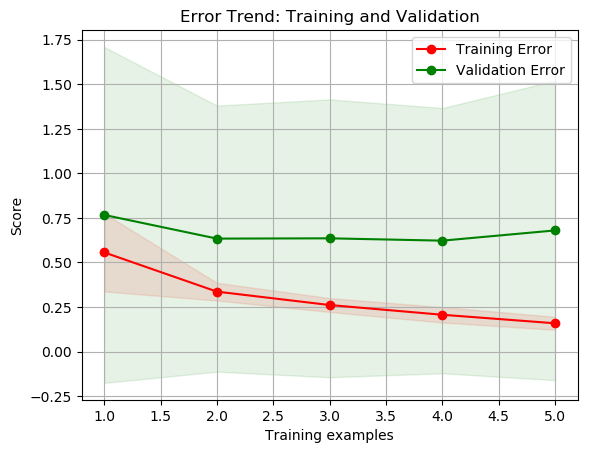 Error Trend: Training and Validation
1.75
1.50
1.25
1.00
0.75
0.50
0.25
0.00
−0.25
Score
Training Error
Validation Error
1.0 1.5 2.0 2.5 3.0 3.5 4.0 4.5 5.0
Training examples